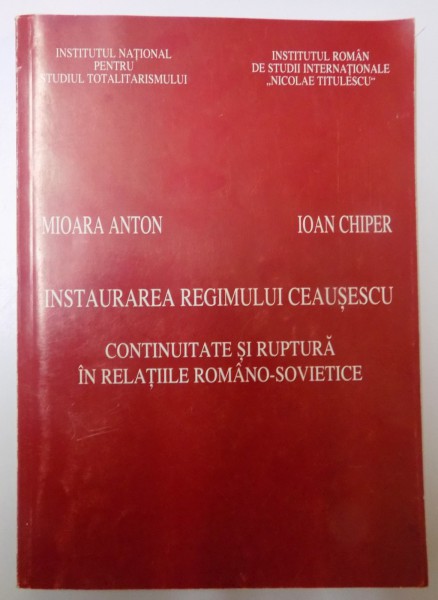 INSTITUTUL NAȚIONAL
PENTRU
STUDIUL TOTALITARISMULUI
INSTITUTUL ROMÂN
DE STUDII INTERNAȚIONALE
„NICOLAE TITULESCU“
MIOARA ANTON
IOAN CHIPER
INSTAURAREA REGIMULUI CEAUȘESCU
CONTINUITATE ȘI RUPTURĂ
ÎN RELAȚIILE ROMÂNO-SOVIETICE